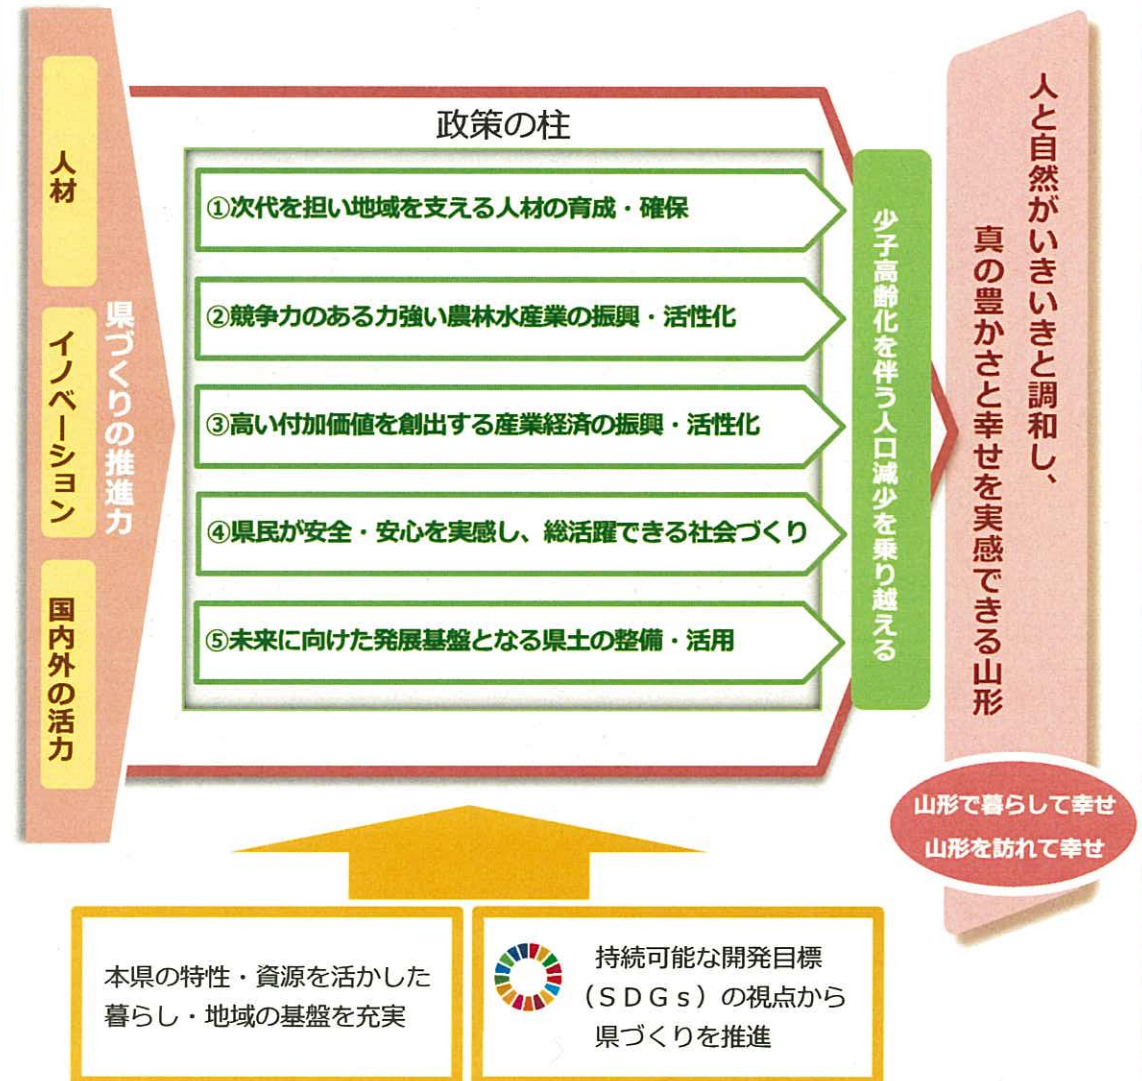 人材
イノベーション
国内外の活力
県づくりの推進力
政策の柱
①次代を担い地域を支える人材の育成・確保
②競争力のある力強い農林水産業の振興・活性化
③高い付加価値を創出する産業経済の振興・活性化
④県民が安全・安心を実感し、総活躍できる社会づくり
⑤未来に向けた発展基盤となる県土の整備・活用
少子高齢化を伴う人口減少を乗り越える
人と自然がいきいきと調和し、
真の豊かさと幸せを実感できる山形
山形で暮らして幸せ
山形を訪れて幸せ
本県の特性・資源を活かした
暮らし・地域の基盤を充実
持続可能な開発目標
（ＳＤＧｓ）の視点から
県づくりを推進